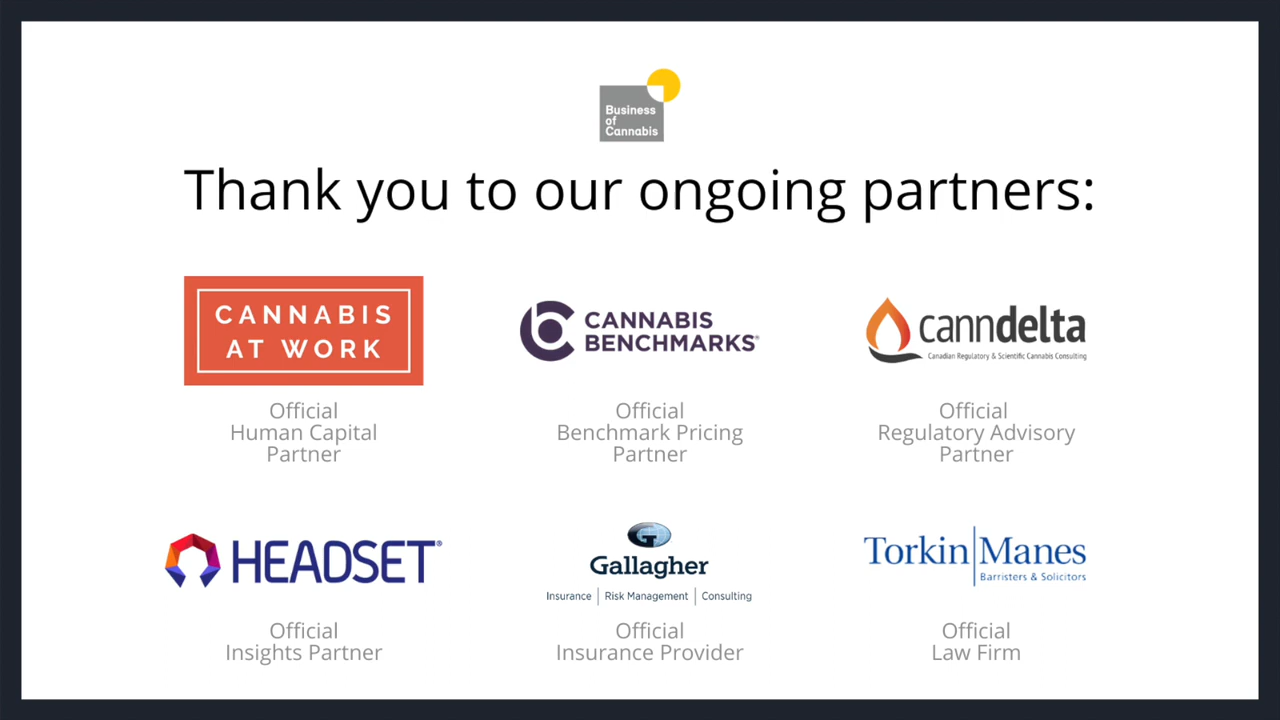 Business
of
Cannabis
Thank you to our ongoing partners:
CANNABIS
AT WORK
Official
Human Capital
Partner
CANNABIS
BENCHMARKS®
Official
Benchmark Pricing
Partner
canndelta
Canadian Regulatory & Scientific Cannabis Consulting
Official
Regulatory Advisory
Partner
HEADSET®
Official
Insights Partner
G
Gallagher
Insurance | Risk Management | Consulting
Official
Insurance Provider
Torkin|Manes
Barristers & Solicitors
Official
Law Firm